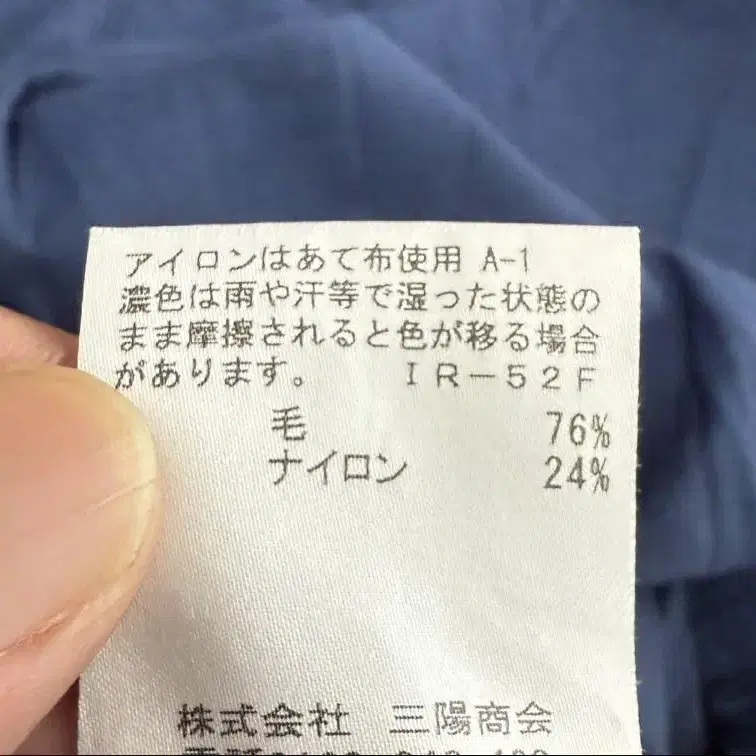 アイロンはあて布使用 A-1
濃色は雨や汗等で湿った状態の
まま摩擦されると色が移る場合
があります。 IR-52F
毛 76%
ナイロン 24%
株式会社 三陽商会